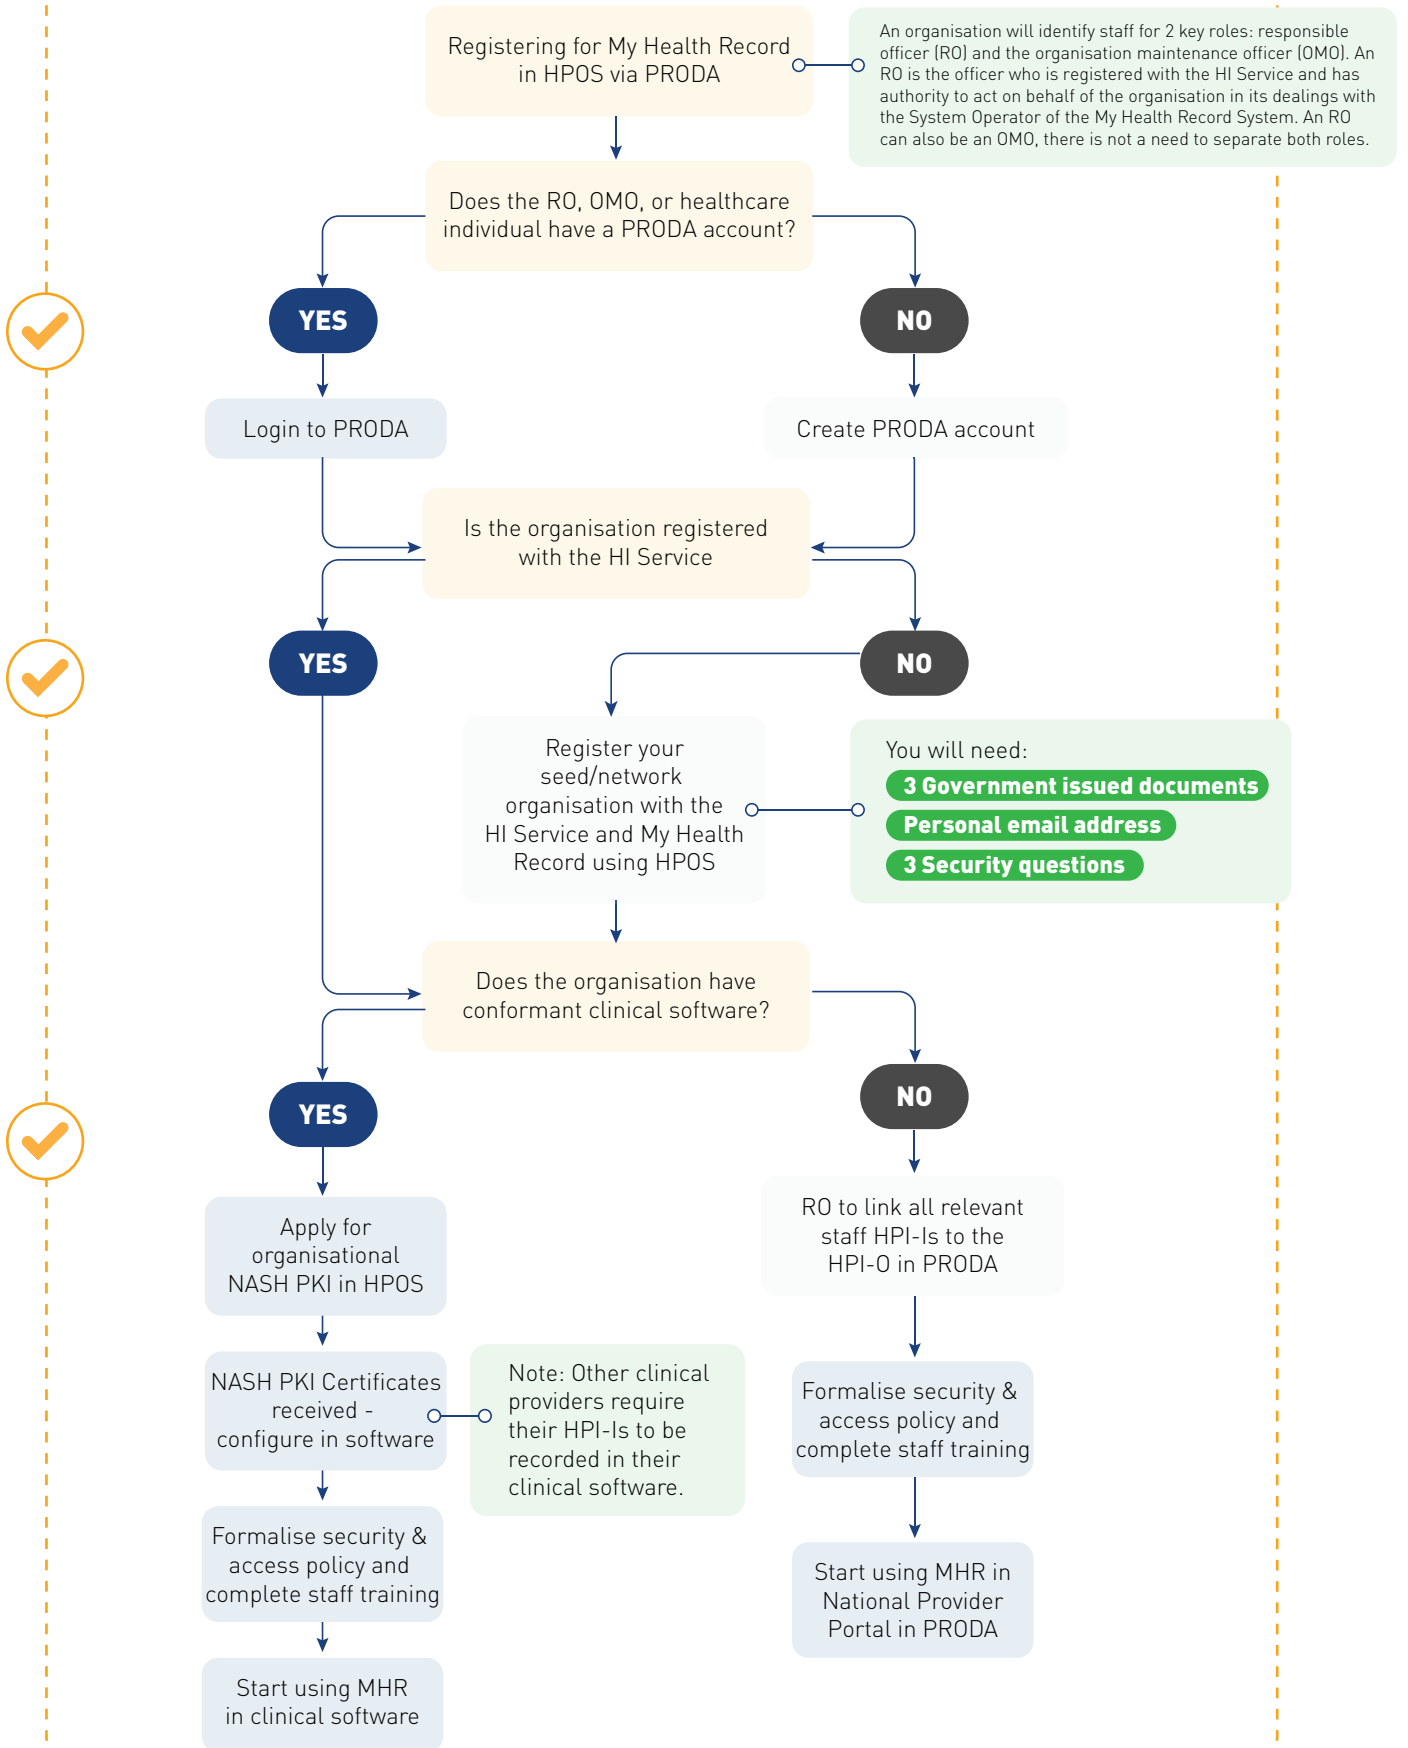 Registering for My Health Record
in HPOS via PRODA
An organisation will identify staff for 2 key roles: responsible
officer (RO) and the organisation maintenance officer (OMO). An
RO is the officer who is registered with the HI Service and has
authority to act on behalf of the organisation in its dealings with
the System Operator of the My Health Record System. An RO
can also be an OMO, there is not a need to separate both roles.
Does the RO, OMO, or healthcare
individual have a PRODA account?
YES
NO
Login to PRODA
Create PRODA account
Is the organisation registered
with the HI Service
YES
NO
Register your
seed/network
organisation with the
HI Service and My Health
Record using HPOS
You will need:
3 Government issued documents
Personal email address
3 Security questions
Does the organisation have
conformant clinical software?
YES
NO
Apply for
organisational
NASH PKI in HPOS
RO to link all relevant
staff HPI-Is to the
HPI-O in PRODA
NASH PKI Certificates
received -
configure in software
Note: Other clinical
providers require
their HPI-Is to be
recorded in their
clinical software.
Formalise security &
access policy and
complete staff training
Formalise security &
access policy and
complete staff training
Start using MHR in
National Provider
Portal in PRODA
Start using MHR
in clinical software